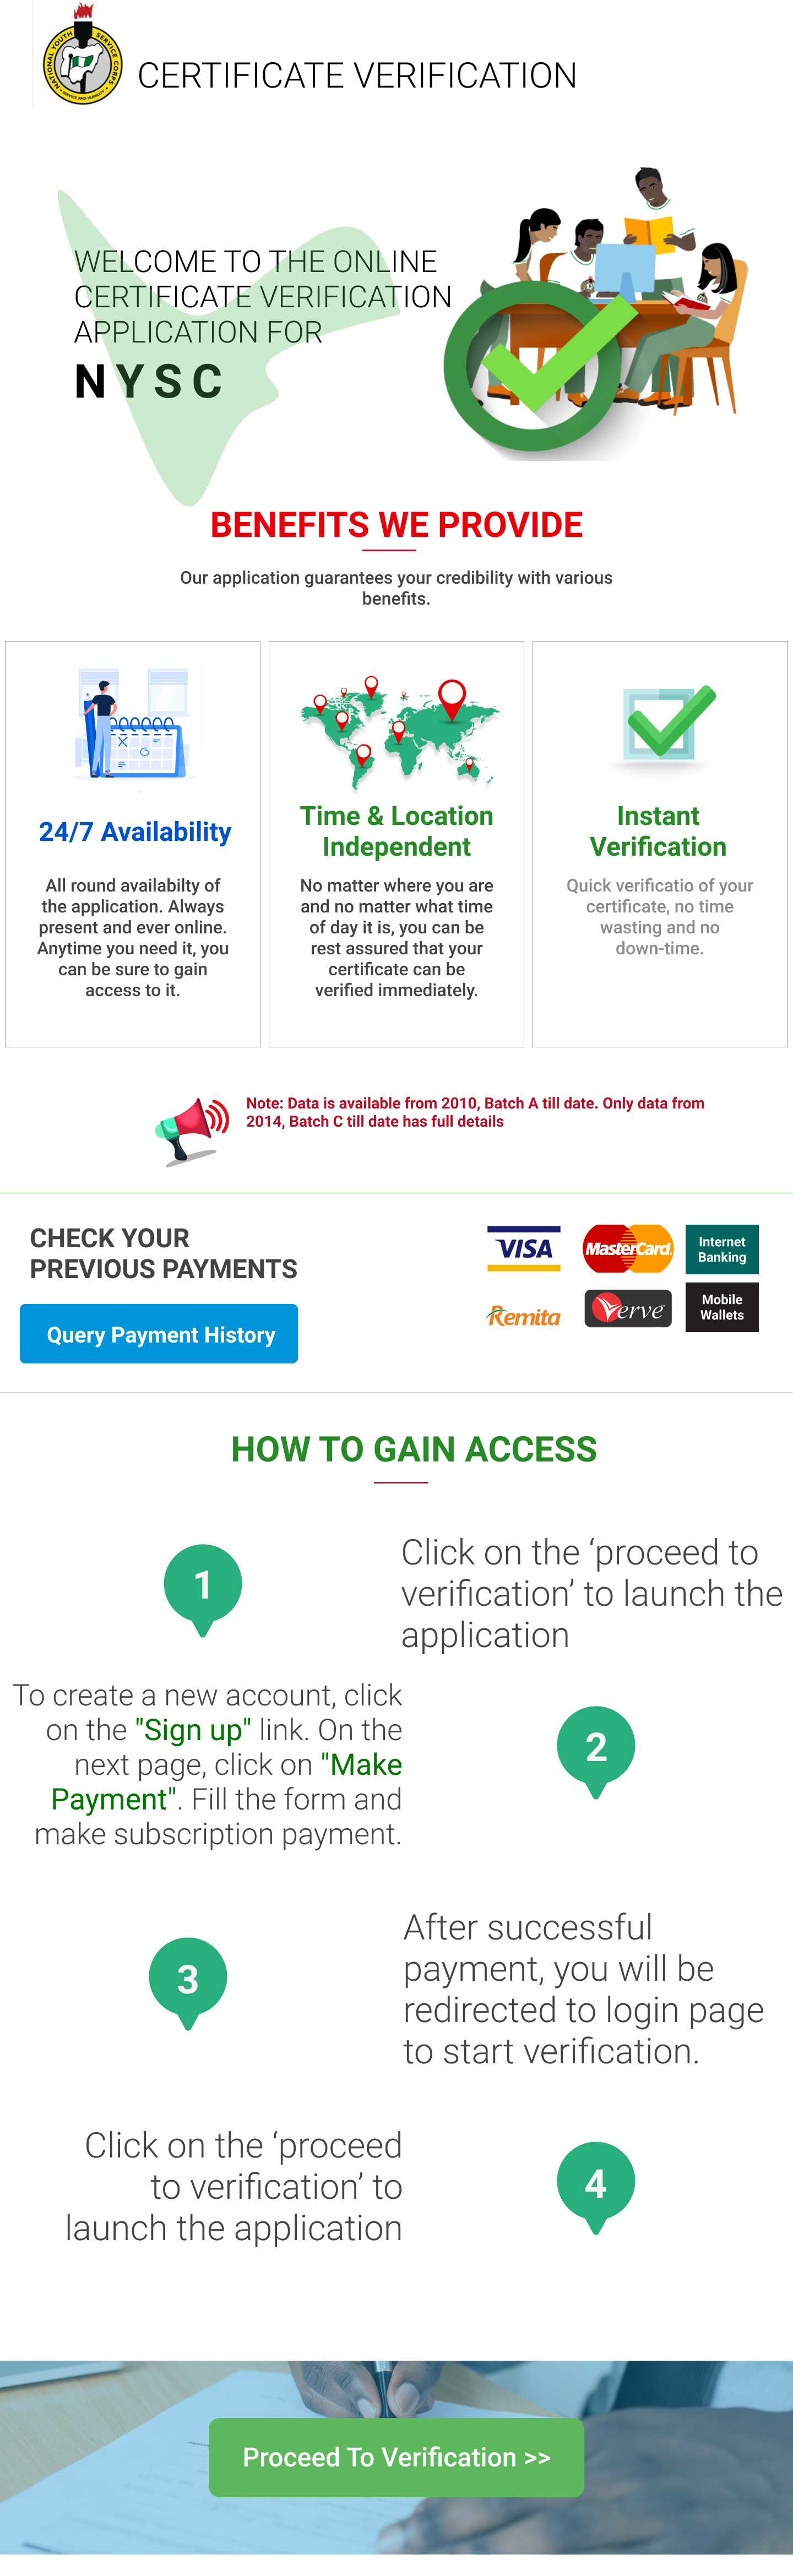 NATIONAL YOUTH SERVICE CORPS
SERVICE AND HUMILITY
CERTIFICATE VERIFICATION
WELCOME TO THE ONLINE
CERTIFICATE VERIFICATION
APPLICATION FOR
NYSC
BENEFITS WE PROVIDE
Our application guarantees your credibility with various
benefits.
24/7 Availability
All round availabilty of
the application. Always
present and ever online.
Anytime you need it, you
can be sure to gain
access to it.
Time & Location
Independent
No matter where you are
and no matter what time
of day it is, you can be
rest assured that your
certificate can be
verified immediately.
Instant
Verification
Quick verificatio of your
certificate, no time
wasting and no
down-time.
Note: Data is available from 2010, Batch A till date. Only data from
2014, Batch C till date has full details
CHECK YOUR
PREVIOUS PAYMENTS
Query Payment History
VISA
MasterCard.
Internet
Banking
Remita
Verve
Mobile
Wallets
HOW TO GAIN ACCESS
1
Click on the ‘proceed to
verification’ to launch the
application
To create a new account, click
on the "Sign up" link. On the
next page, click on "Make
Payment". Fill the form and
make subscription payment.
2
3
After successful
payment, you will be
redirected to login page
to start verification.
Click on the ‘proceed
to verification’ to
launch the application
4
Proceed To Verification >>